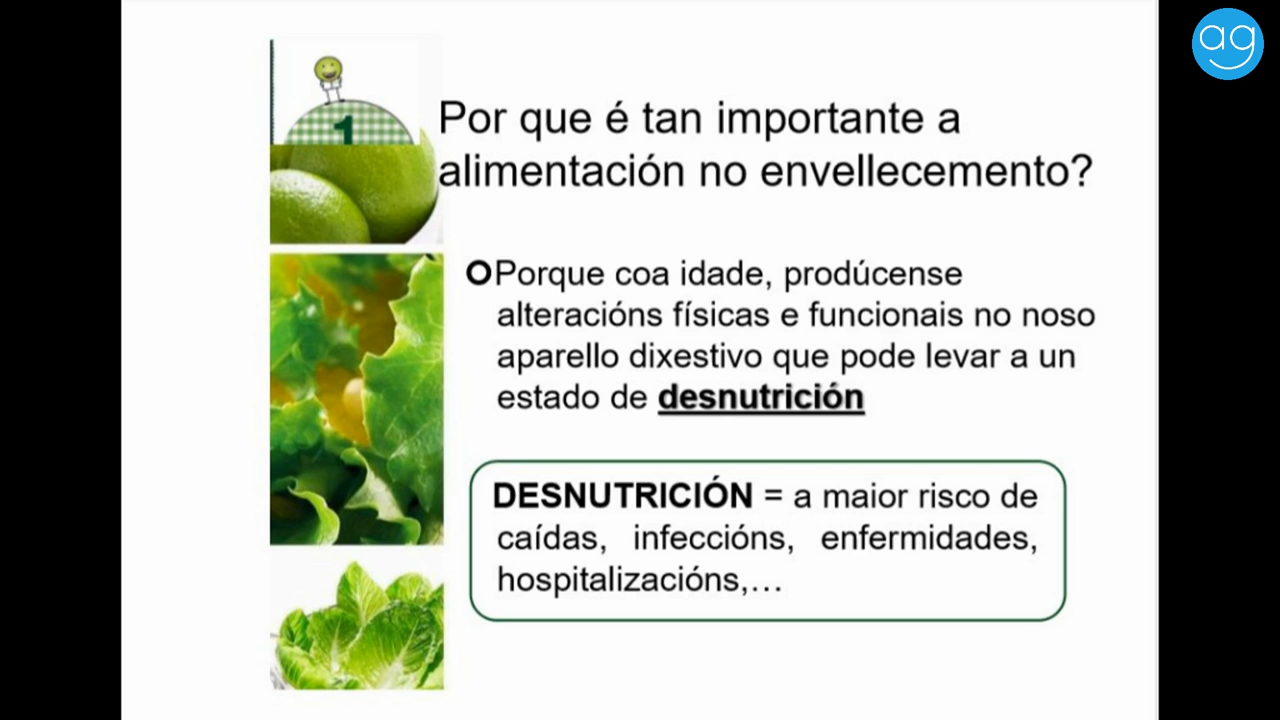 ag
1
Por que é tan importante a
alimentación no envellecemento?
Porque coa idade, prodúcense
alteracións físicas e funcionais no noso
aparello dixestivo que pode levar a un
estado de desnutrición
DESNUTRICIÓN = a maior risco de
caídas, infeccións, enfermidades,
hospitalizacións,...